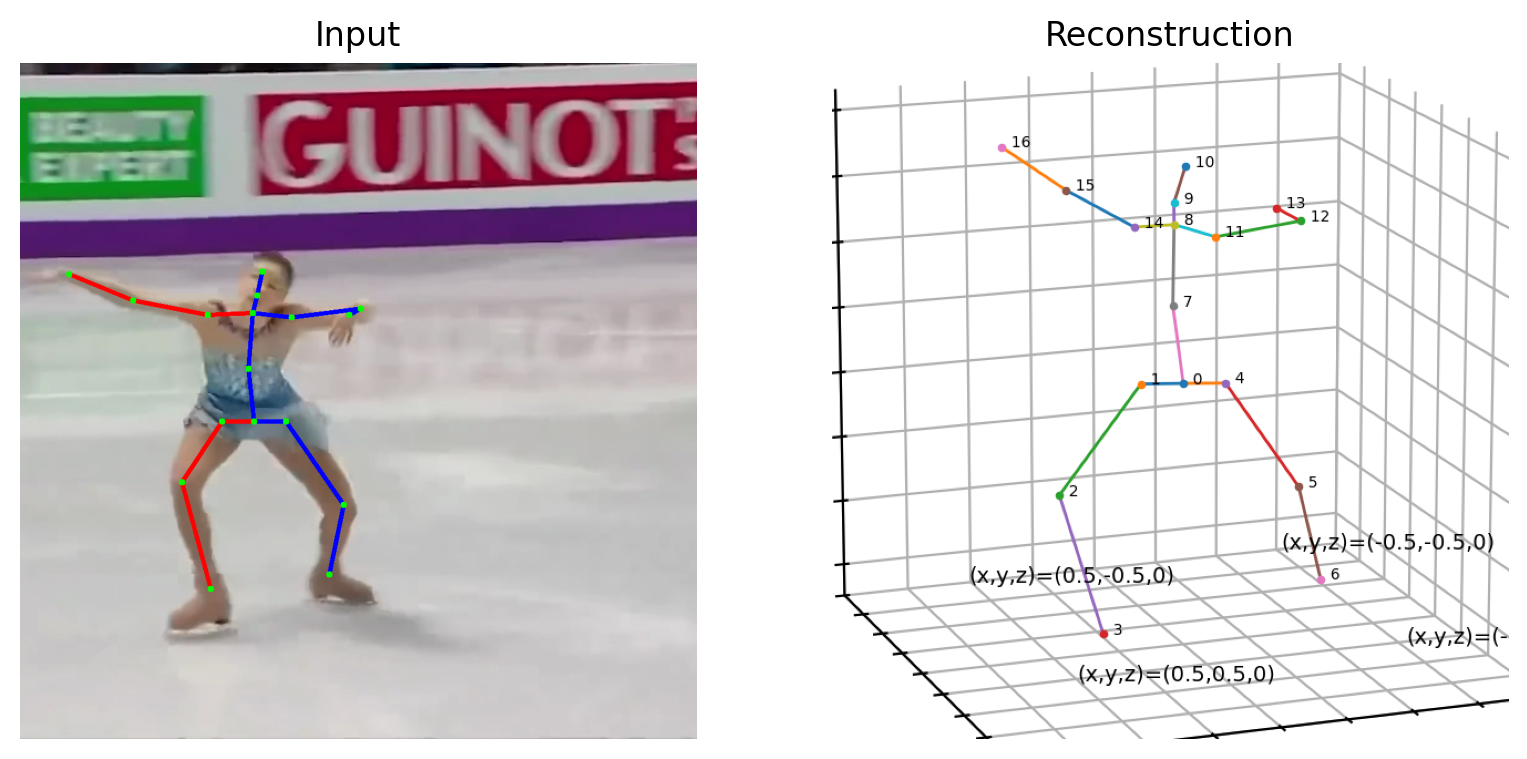 Input
Reconstruction
BEAUTY
EXPERT
GUINOT's
16
15
10
9
14
8
11
13
12
7
1
0
4
2
5
(x,y,z)=(-0.5,-0.5,0)
(x,y,z)=(0.5,-0.5,0)
6
3
(x,y,z)=(-
(x,y,z)=(0.5,0.5,0)